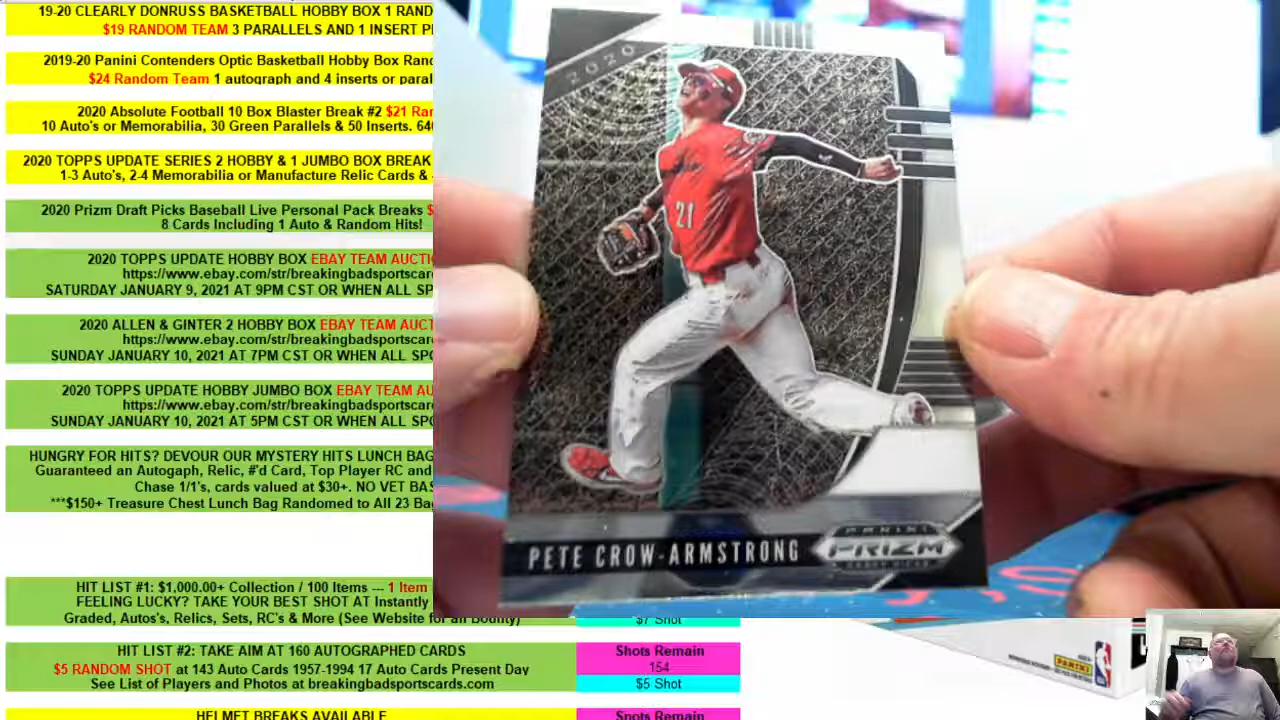 19-20 CLEARLY DONRUSS BASKETBALL HOBBY BOX 1 RAND
$19 RANDOM TEAM 3 PARALLELS AND 1 INSERT P
2019-20 Panini Contenders Optic Basketball Hobby Box Ran
$24 Random Team 1 autograph and 4 inserts or paral
2020 Absolute Football 10 Box Blaster Break #2 $21 Ra
10 Auto's or Memorabilia, 30 Green Parallels & 50 Inserts. 64
2020 TOPPS UPDATE SERIES 2 HOBBY & 1 JUMBO BOX BREAK
1-3 Auto's, 2-4 Memorabilia or Manufacture Relic Cards &
2020 Prizm Draft Picks Baseball Live Personal Pack Breaks
8 Cards Including 1 Auto & Random Hits!
2020 TOPPS UPDATE HOBBY BOX EBAY TEAM AUCTI
https://www.ebay.com/str/breakingbadsportscar
SATURDAY JANUARY 9, 2021 AT 9PM CST OR WHEN ALL SP
2020 ALLEN & GINTER 2 HOBBY BOX EBAY TEAM AUCT
https://www.ebay.com/str/breakingbadsportscar
SUNDAY JANUARY 10, 2021 AT 7PM CST OR WHEN ALL SPO
2020 TOPPS UPDATE HOBBY JUMBO BOX EBAY TEAM AU
https://www.ebay.com/str/breakingbadsportscar
SUNDAY JANUARY 10, 2021 AT 5PM CST OR WHEN ALL SPO
HUNGRY FOR HITS? DEVOUR OUR MYSTERY HITS LUNCH BAG
Guaranteed an Autogaph, Relic, #'d Card, Top Player RC and
Chase 1/1's, cards valued at $30+. NO VET BAS
***$150+ Treasure Chest Lunch Bag Randomed to All 23 Bag
HIT LIST #1: $1,000.00+ Collection / 100 Items --- 1 Item
FEELING LUCKY? TAKE YOUR BEST SHOT AT Instantly
Graded, Autos's, Relics, Sets, RC's & More (See Website for an Bounty)
$7 Shot
HIT LIST #2: TAKE AIM AT 160 AUTOGRAPHED CARDS
$5 RANDOM SHOT at 143 Auto Cards 1957-1994 17 Auto Cards Present Day
See List of Players and Photos at breakingbadsportscards.com
Shots Remain
154
$5 Shot
HELMET BREAKS AVAILABLE
Spots Remain
2020
21
PETE CROW-ARMSTRONG
PANINI
PRIZM
DRAFT PICKS
PANINI
NBA